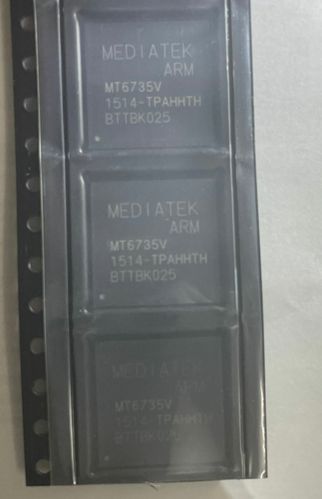 MEDIATEK
ARM
MT6735V
1514-TPAHHTH
BTTBK025
MEDIATEK
ARM
MT6735V
1514-TPAHHTH
BTTBK025
MEDIATEK
ARM
MT6735V
1514-TPAHHTH
BTTBK025